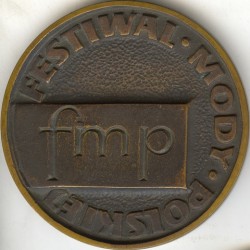 FESTIWAL · MODY · POLSKIEJ
fmp